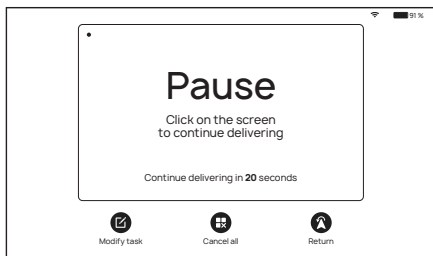 91 %
Pause
Click on the screen
to continue delivering
Continue delivering in 20 seconds
Modify task
Cancel all
Return